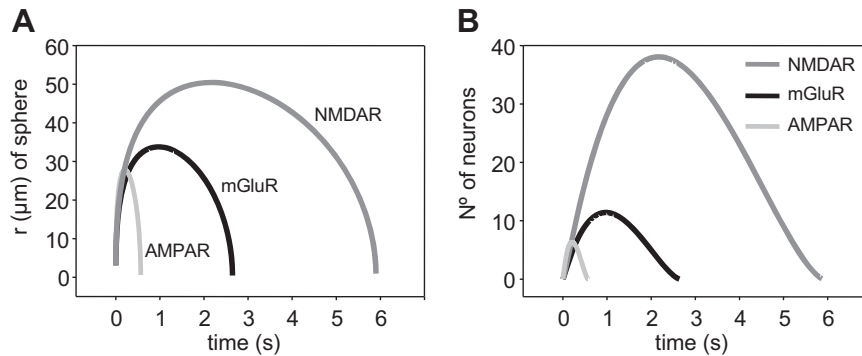 A
60
50
40
30
20
10
0
r (µm) of sphere
NMDAR
mGluR
AMPAR
0 1 2 3 4 5 6
time (s)
B
40
30
20
10
0
Nº of neurons
NMDAR
mGluR
AMPAR
0 1 2 3 4 5 6
time (s)